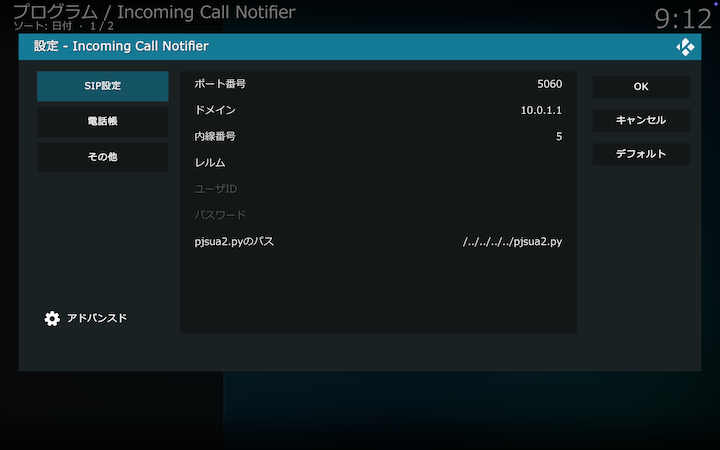 プログラム / Incoming Call Notifier
ソート: 日付 · 1 / 2
9:12
設定 - Incoming Call Notifier
SIP設定
電話帳
その他
アドバンスド
ポート番号 5060
ドメイン 10.0.1.1
内線番号 5
レルム
ユーザID
パスワード
pjsua2.pyのパス /../../../../pjsua2.py
OK
キャンセル
デフォルト